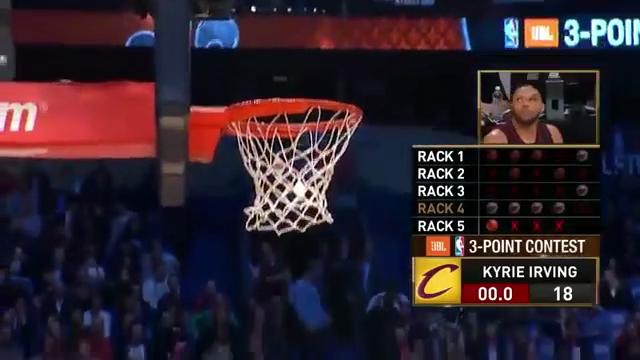 m
JBL 3-POIN
RACK 1
RACK 2
RACK 3
RACK 4
RACK 5
JBL 3-POINT CONTEST
C KYRIE IRVING
00.0 18